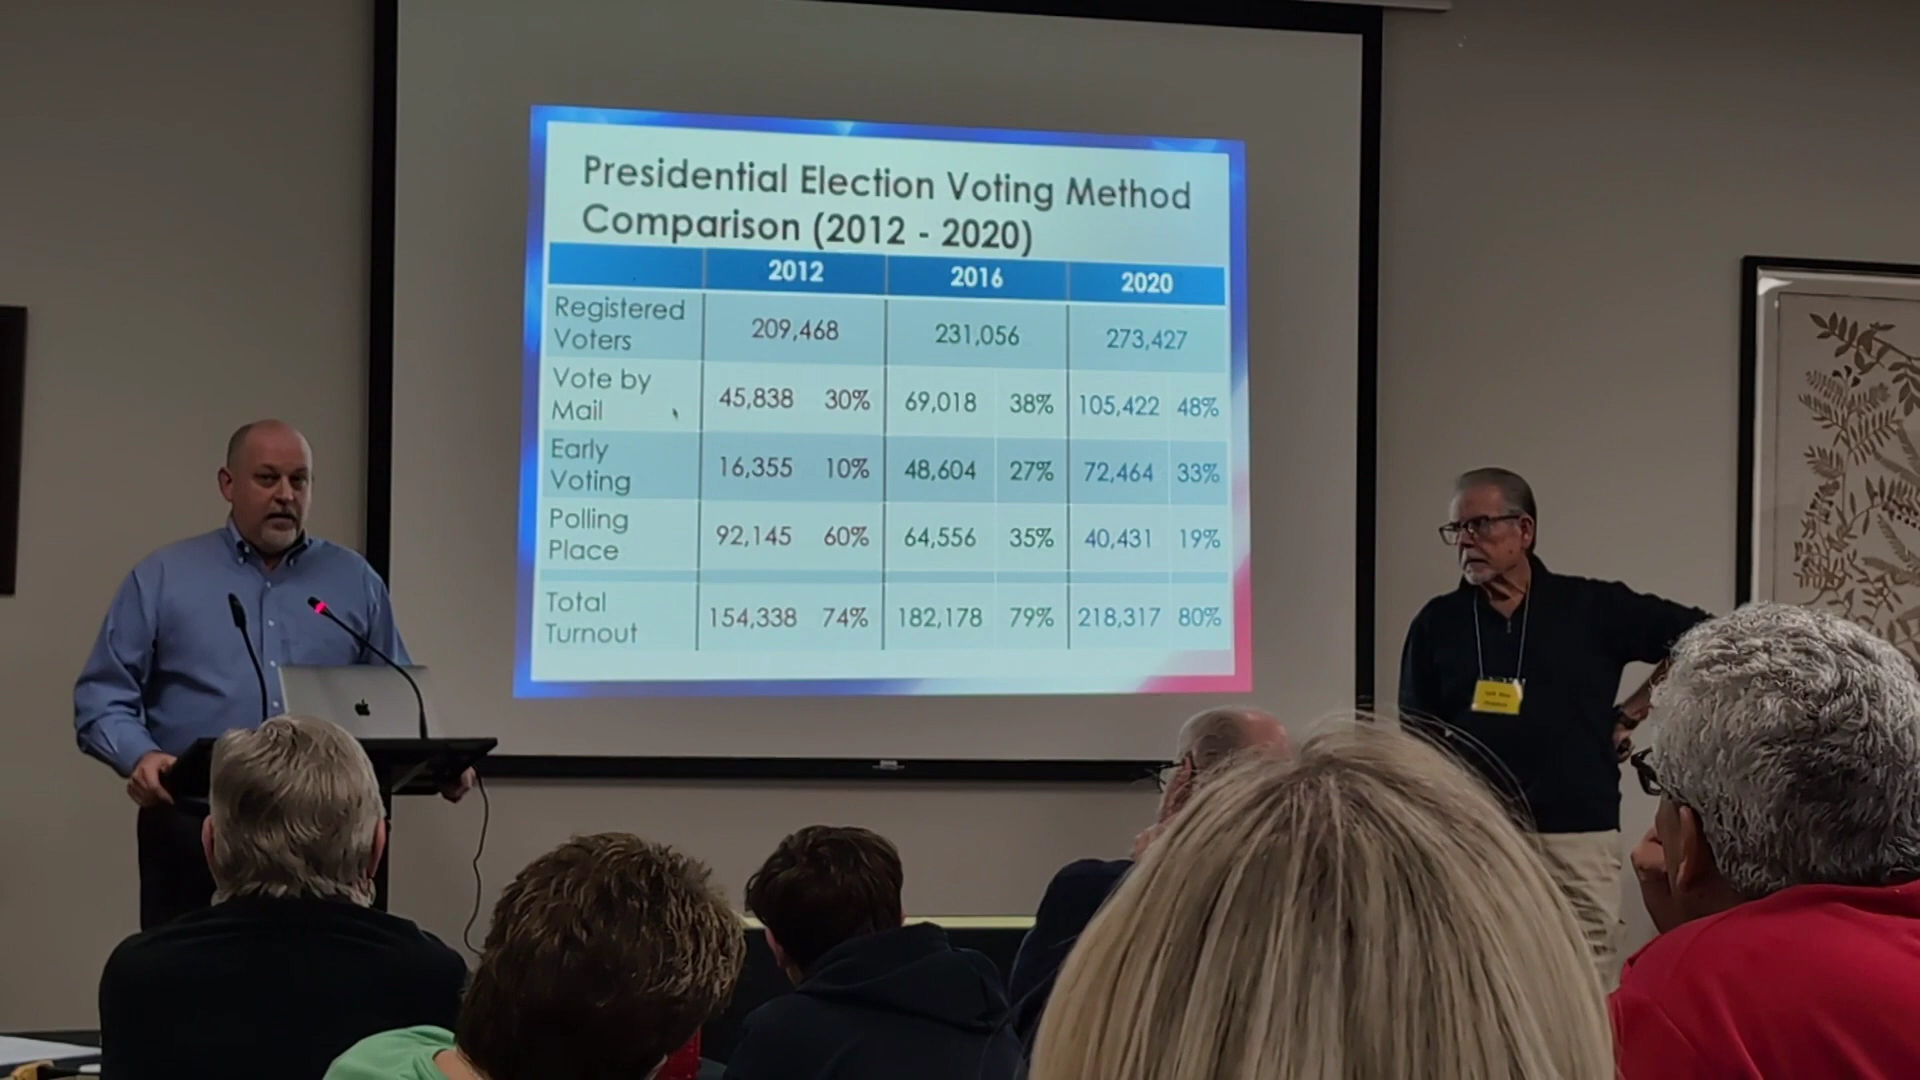 Presidential Election Voting Method
Comparison (2012 - 2020)
2012 2016 2020
Registered
Voters
209,468 231,056 273,427
Vote by
Mail
45,838 30% 69,018 38% 105,422 48%
Early
Voting
16,355 10% 48,604 27% 72,464 33%
Polling
Place
92,145 60% 64,556 35% 40,431 19%
Total
Turnout
154,338 74% 182,178 79% 218,317 80%